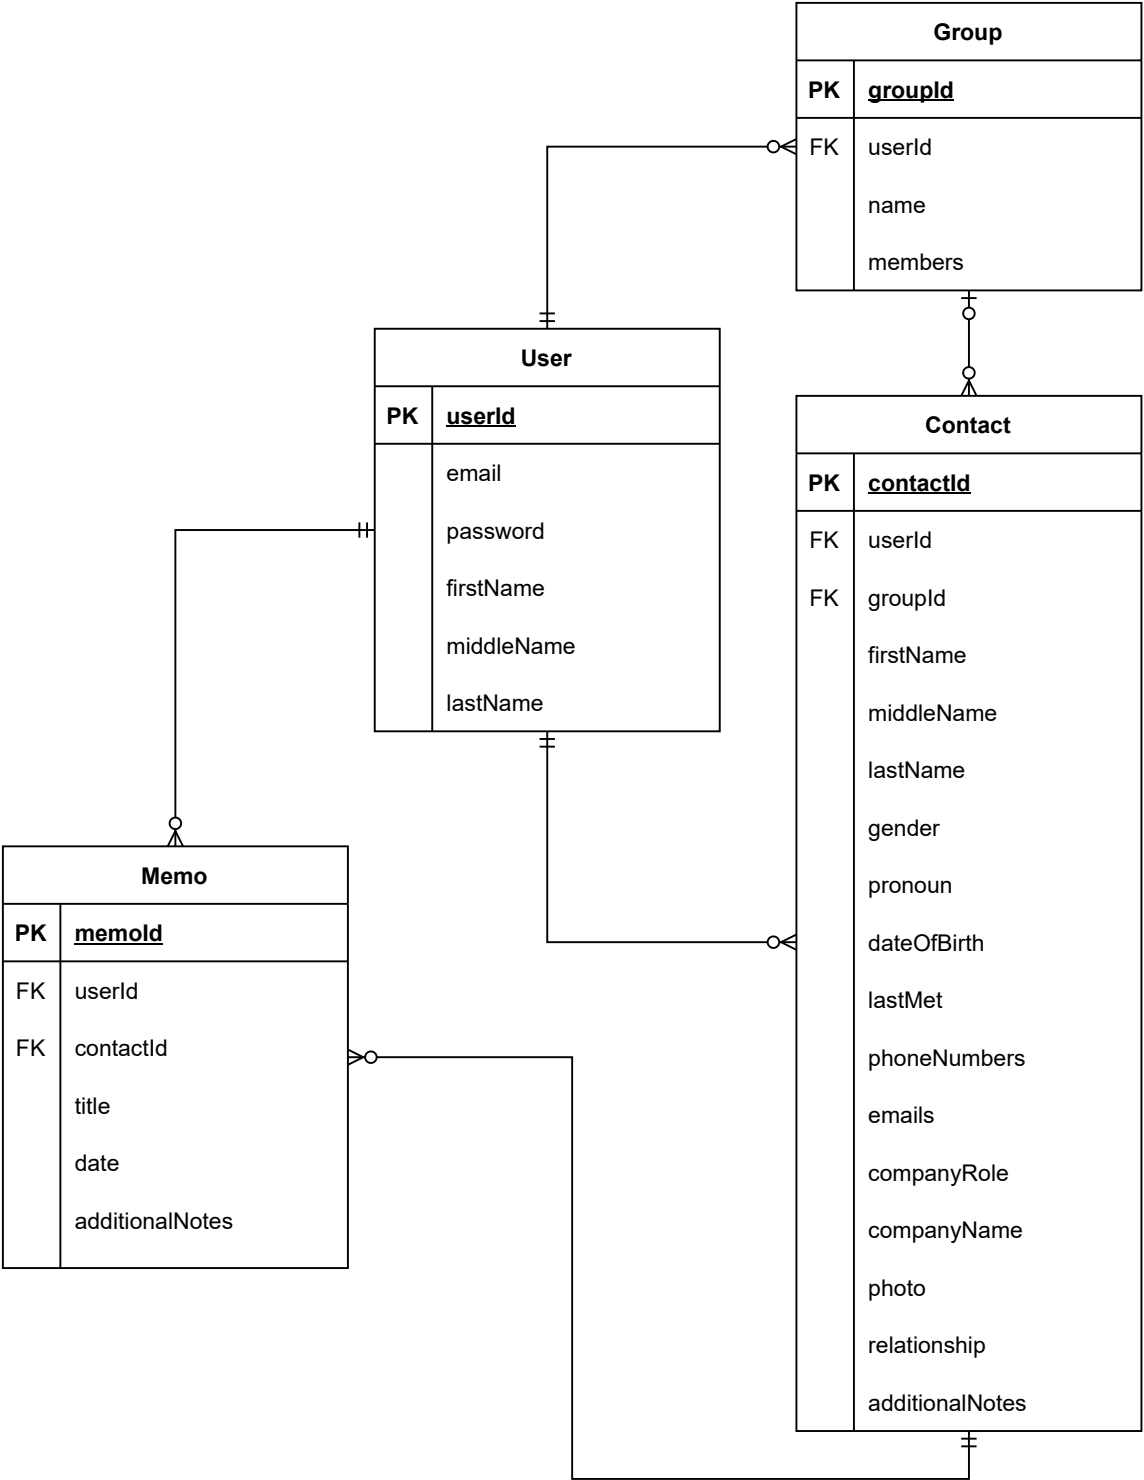 Group
PK groupId
FK userId
name
members
User
PK userId
email
password
firstName
middleName
lastName
Contact
PK contactId
FK userId
FK groupId
firstName
middleName
lastName
gender
pronoun
dateOfBirth
lastMet
phoneNumbers
emails
companyRole
companyName
photo
relationship
additionalNotes
Memo
PK memoId
FK userId
FK contactId
title
date
additionalNotes